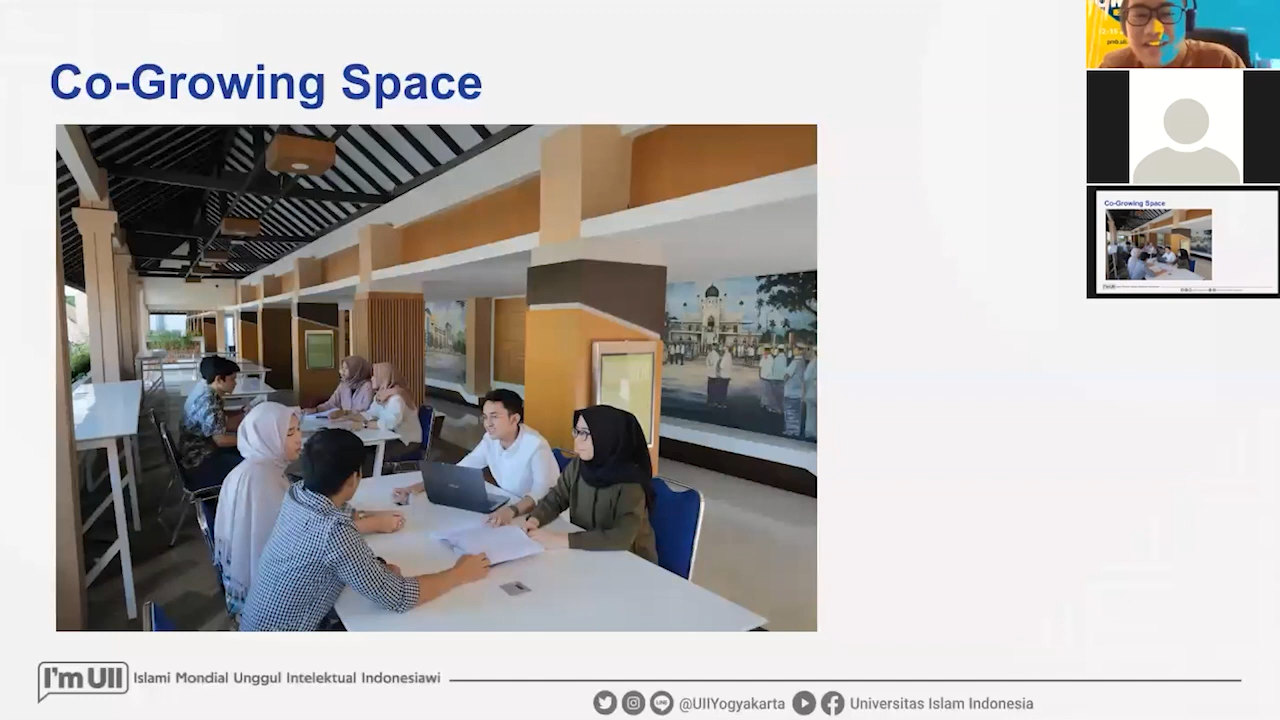 Co-Growing Space
I'm UII Islami Mondial Unggul Intelektual Indonesiawi
@UIIYogyakarta Universitas Islam Indonesia
Co-Growing Space